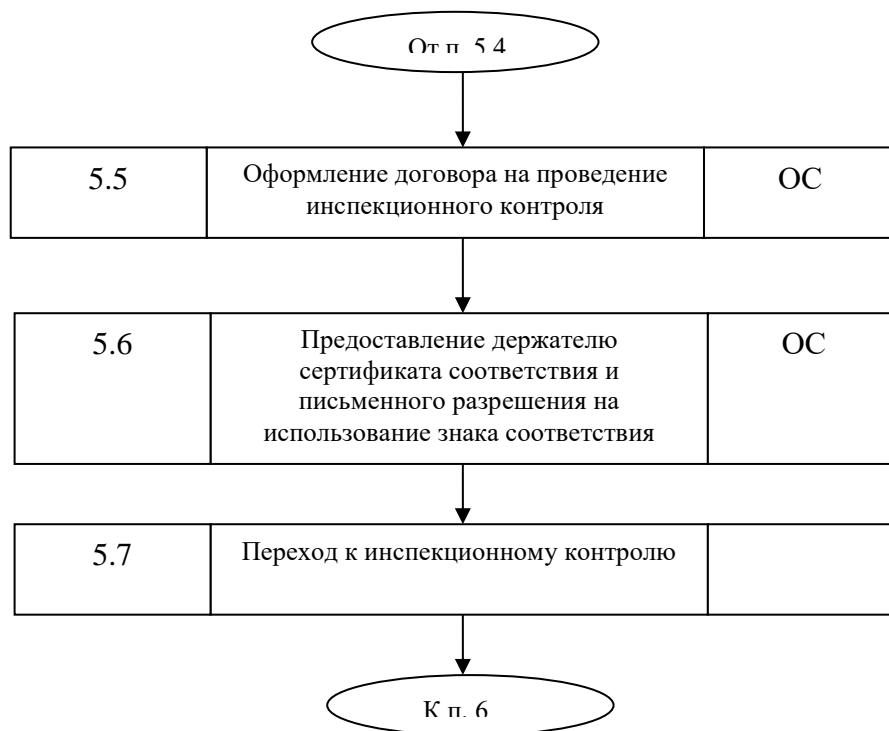 От п. 5.4
5.5
Оформление договора на проведение
инспекционного контроля
ОС
5.6
Предоставление держателю
сертификата соответствия и
письменного разрешения на
использование знака соответствия
ОС
5.7
Переход к инспекционному контролю
К п. 6